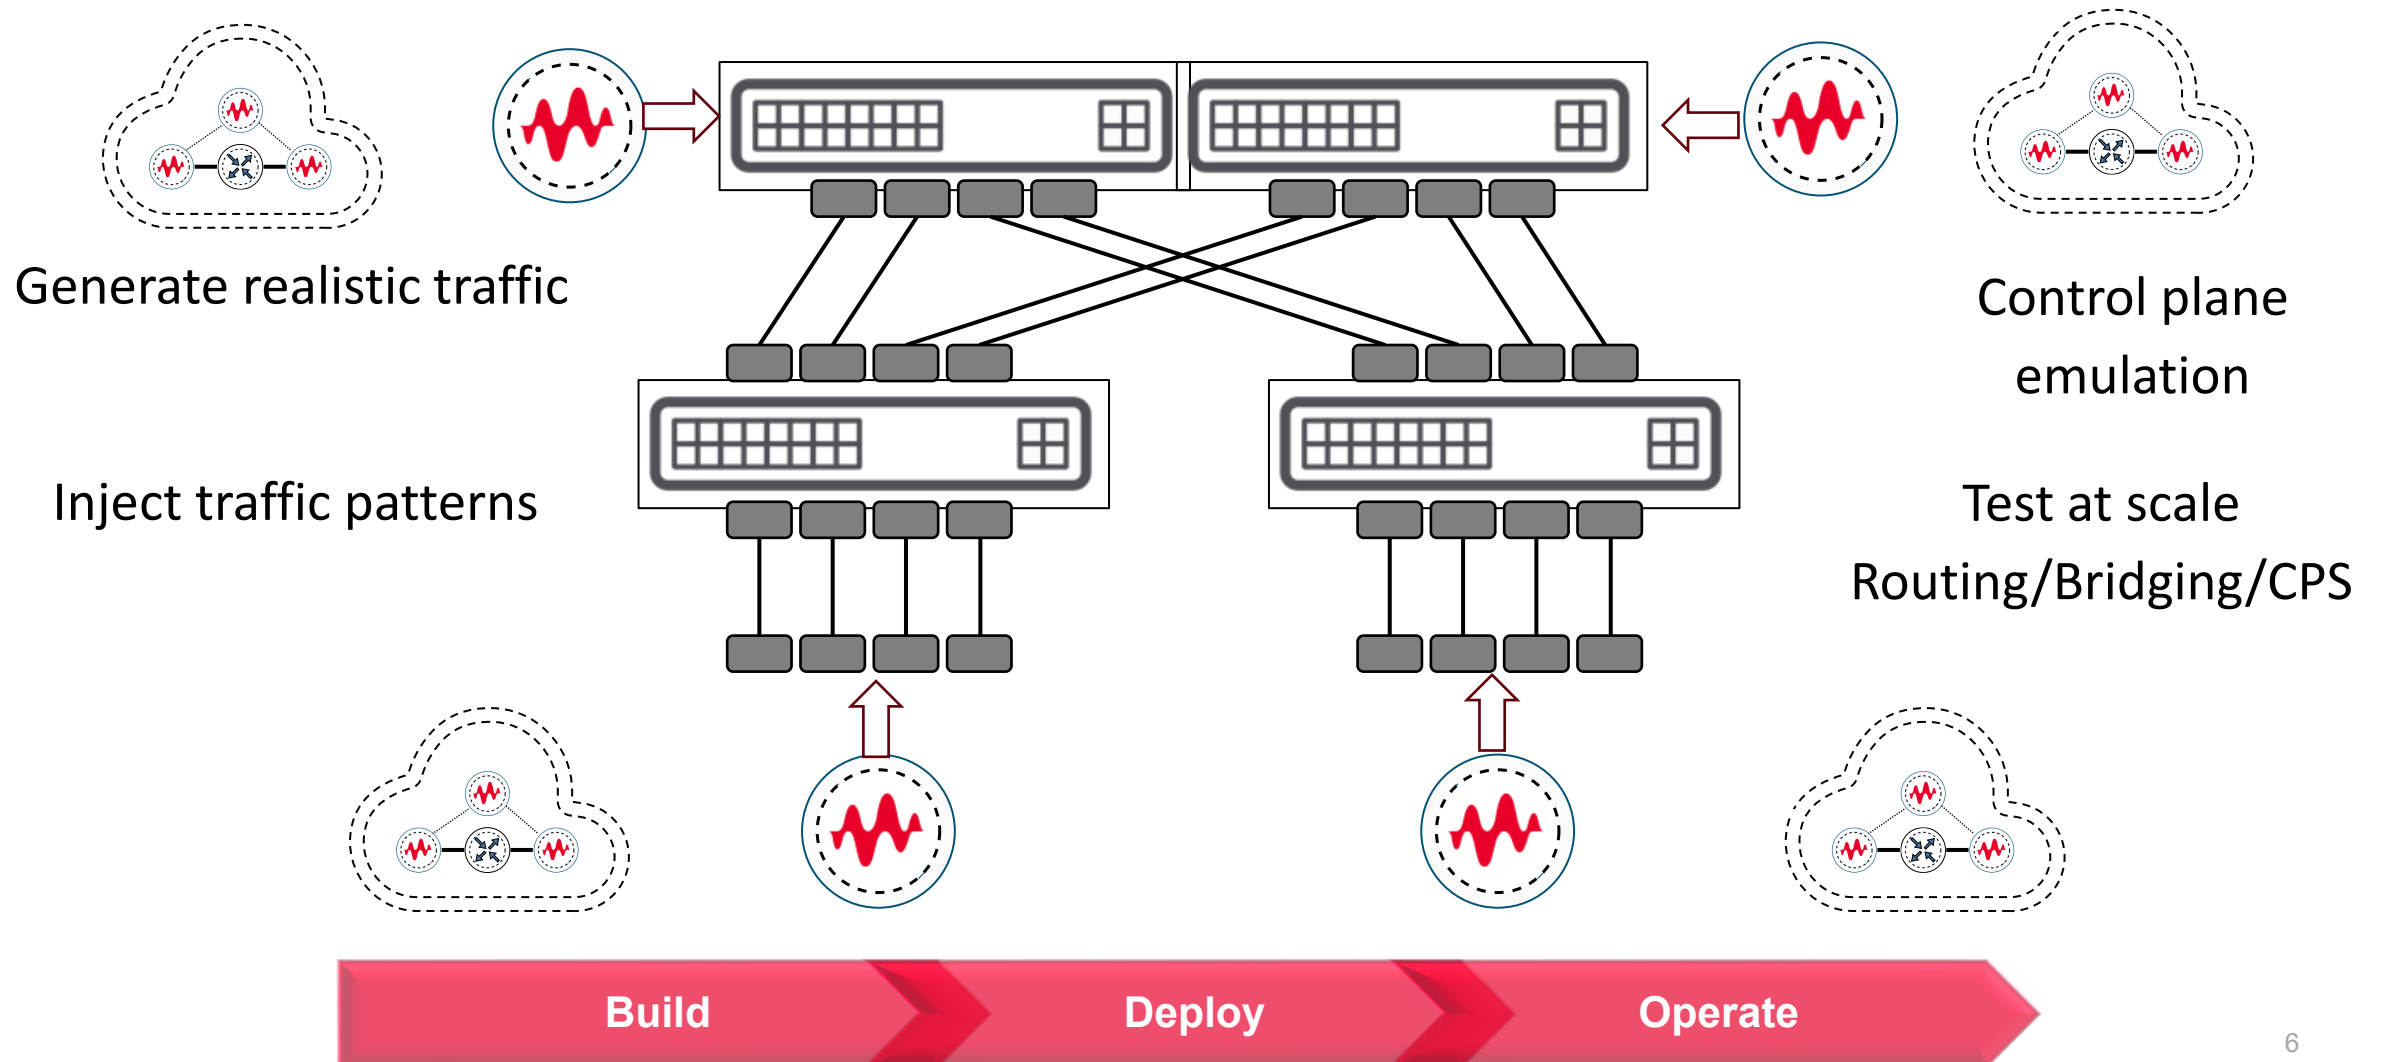 Generate realistic traffic
Inject traffic patterns
Control plane
emulation
Test at scale
Routing/Bridging/CPS
Build
Deploy
Operate
6